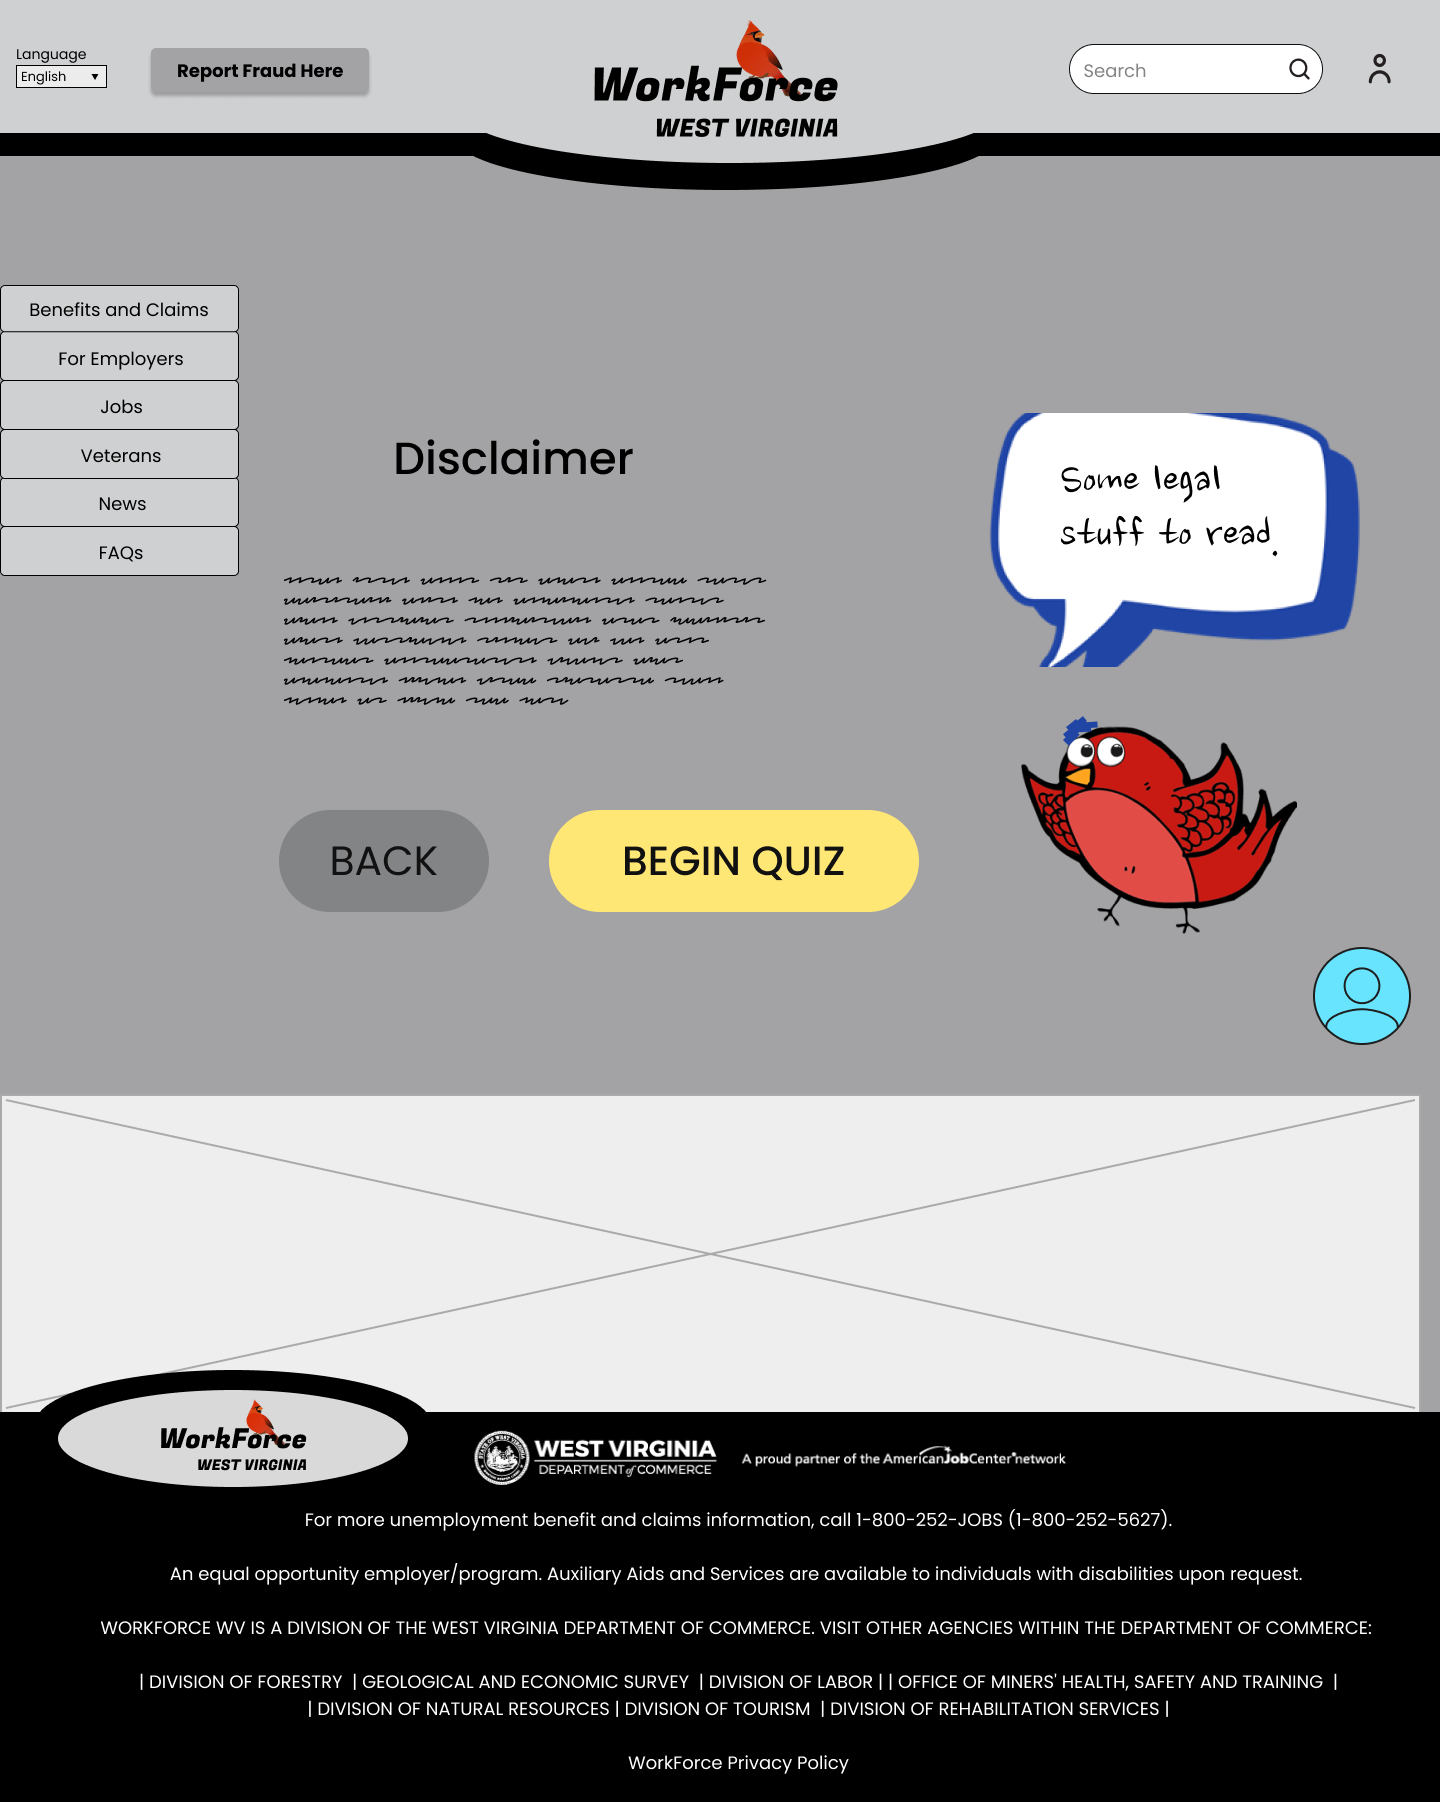 Language
English
Report Fraud Here
WorkForce
WEST VIRGINIA
Search
Benefits and Claims
For Employers
Jobs
Veterans
News
FAQs
Disclaimer
Some legal
stuff to read.
BACK
BEGIN QUIZ
WorkForce
WEST VIRGINIA
WEST VIRGINIA
DEPARTMENT of COMMERCE
A proud partner of the AmericanJobCenter network
For more unemployment benefit and claims information, call 1-800-252-JOBS (1-800-252-5627).
An equal opportunity employer/program. Auxiliary Aids and Services are available to individuals with disabilities upon request.
WORKFORCE WV IS A DIVISION OF THE WEST VIRGINIA DEPARTMENT OF COMMERCE. VISIT OTHER AGENCIES WITHIN THE DEPARTMENT OF COMMERCE:
| DIVISION OF FORESTRY | GEOLOGICAL AND ECONOMIC SURVEY | DIVISION OF LABOR | | OFFICE OF MINERS' HEALTH, SAFETY AND TRAINING |
| DIVISION OF NATURAL RESOURCES | DIVISION OF TOURISM | DIVISION OF REHABILITATION SERVICES |
WorkForce Privacy Policy